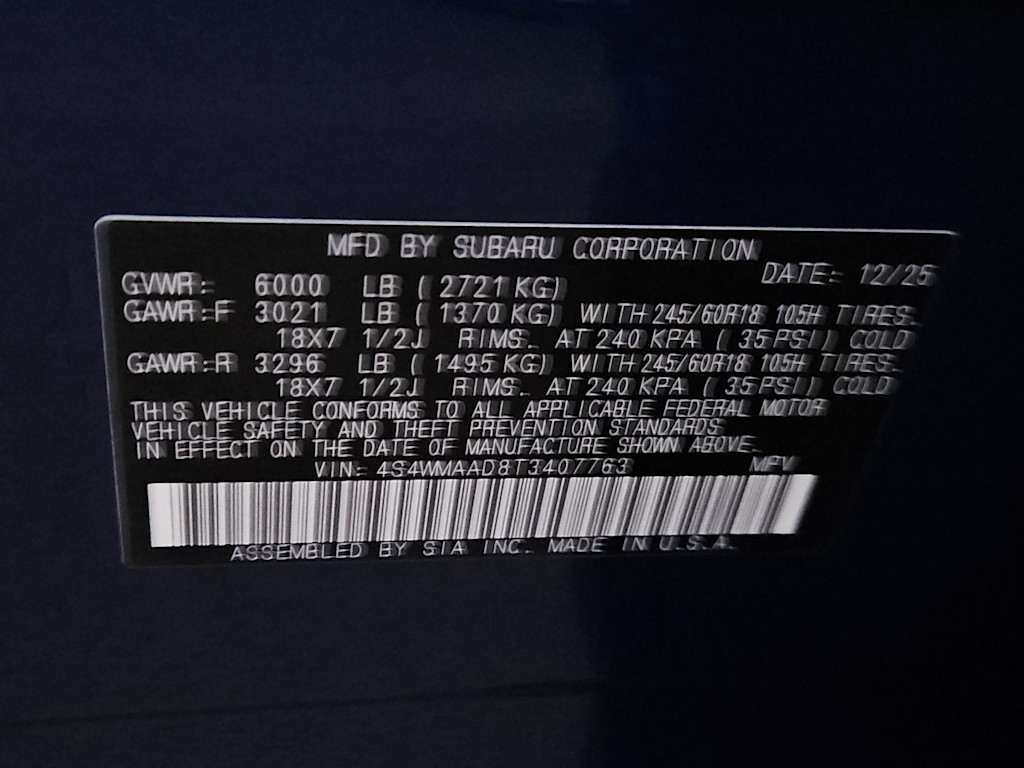 MFD BY SUBARU CORPORATION
DATE: 12/25
GVWR: 6000 LB ( 2721 KG)
GAWR:F 3021 LB ( 1370 KG) WITH 245/60R18 105H TIRES.
18X7 1/2J RIMS. AT 240 KPA ( 35 PSI) COLD
GAWR:R 3296 LB ( 1495 KG) WITH 245/60R18 105H TIRES.
18X7 1/2J RIMS. AT 240 KPA ( 35 PSI) COLD
THIS VEHICLE CONFORMS TO ALL APPLICABLE FEDERAL MOTOR
VEHICLE SAFETY AND THEFT PREVENTION STANDARDS
IN EFFECT ON THE DATE OF MANUFACTURE SHOWN ABOVE.
VIN: 4S4WMAAD8T3407763 MPV
ASSEMBLED BY SIA INC. MADE IN U.S.A.